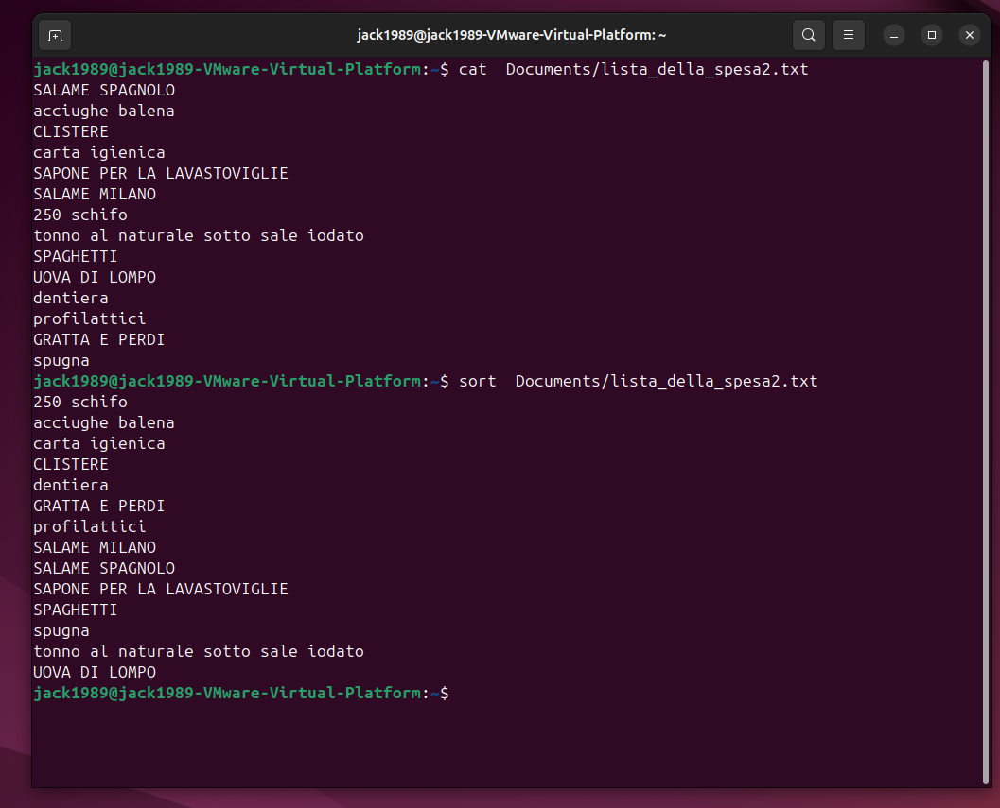 jack1989@jack1989-VMware-Virtual-Platform: ~
jack1989@jack1989-VMware-Virtual-Platform:~$ cat  Documents/lista_della_spesa2.txt
SALAME SPAGNOLO
acciughe balena
CLISTERE
carta igienica
SAPONE PER LA LAVASTOVIGLIE
SALAME MILANO
250 schifo
tonno al naturale sotto sale iodato
SPAGHETTI
UOVA DI LOMPO
dentiera
profilattici
GRATTA E PERDI
spugna
jack1989@jack1989-VMware-Virtual-Platform:~$ sort  Documents/lista_della_spesa2.txt
250 schifo
acciughe balena
carta igienica
CLISTERE
dentiera
GRATTA E PERDI
profilattici
SALAME MILANO
SALAME SPAGNOLO
SAPONE PER LA LAVASTOVIGLIE
SPAGHETTI
spugna
tonno al naturale sotto sale iodato
UOVA DI LOMPO
jack1989@jack1989-VMware-Virtual-Platform:~$